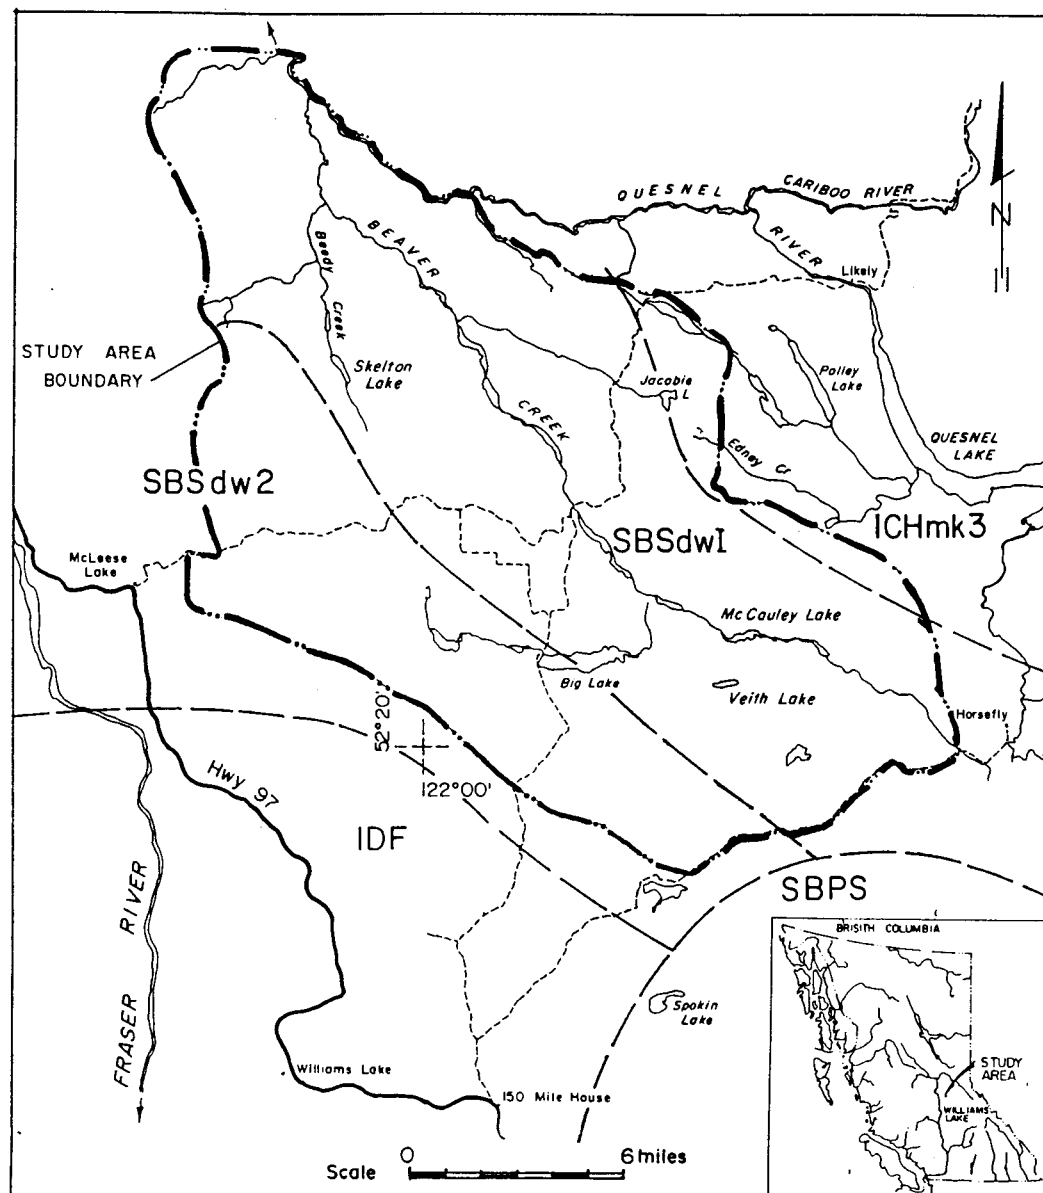 QUESNEL
CARIBOO RIVER
RIVER
N
BEAVER
Beedy
Creek
Likely
STUDY AREA
BOUNDARY
Skelton
Lake
Polley
Lake
Jacobie
L
CREEK
Edney Cr
QUESNEL
LAKE
SBSdw2
SBSdwI
ICHmk3
McLeese
Lake
Mc Cauley Lake
Big Lake
Veith Lake
Horsefly
52°20'
122°00'
Hwy 97
IDF
SBPS
FRASER RIVER
Spokin
Lake
Williams Lake
150 Mile House
Scale
0
6 miles
BRISITH COLUMBIA
STUDY
AREA
WILLIAMS
LAKE